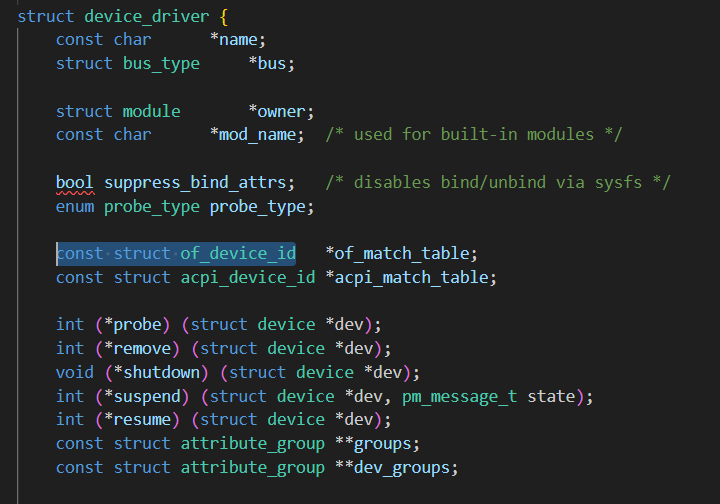 struct device_driver {
const char *name;
struct bus_type *bus;
struct module *owner;
const char *mod_name; /* used for built-in modules */
bool suppress_bind_attrs; /* disables bind/unbind via sysfs */
enum probe_type probe_type;
const struct of_device_id *of_match_table;
const struct acpi_device_id *acpi_match_table;
int (*probe) (struct device *dev);
int (*remove) (struct device *dev);
void (*shutdown) (struct device *dev);
int (*suspend) (struct device *dev, pm_message_t state);
int (*resume) (struct device *dev);
const struct attribute_group **groups;
const struct attribute_group **dev_groups;